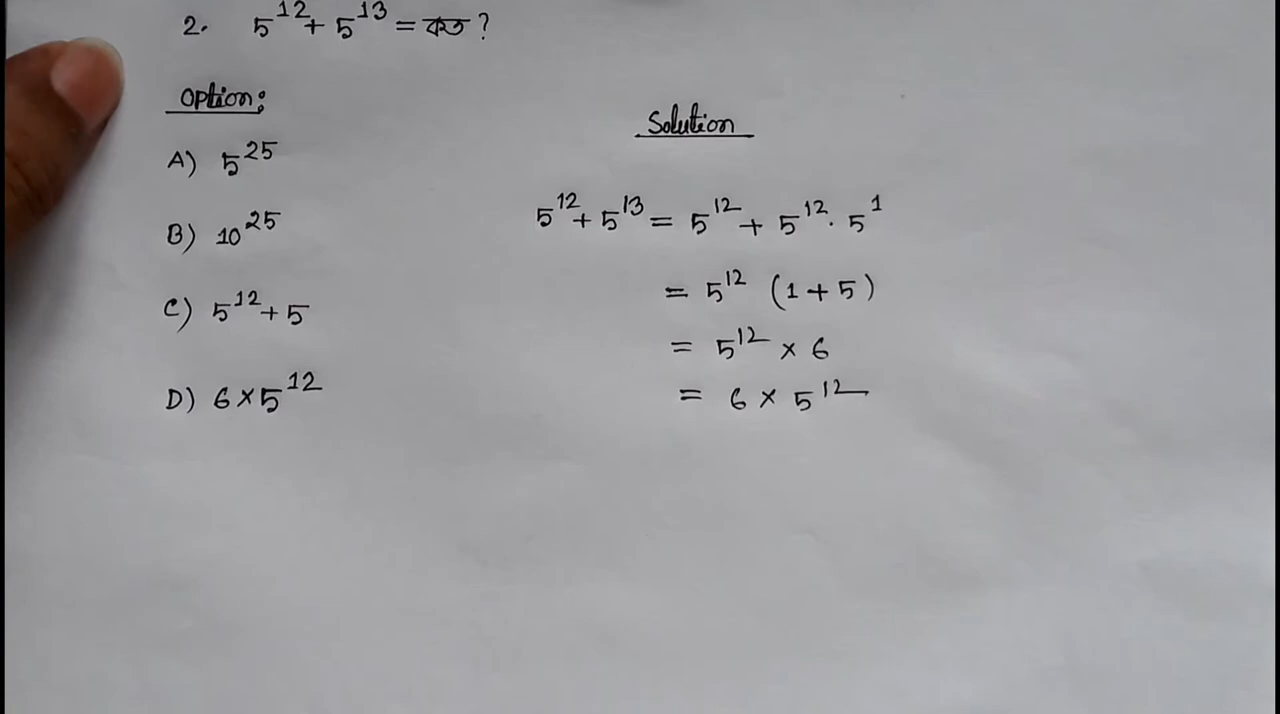 2. 5^12 + 5^13 = কত ?
Option:
A) 5^25
B) 10^25
C) 5^12 + 5
D) 6 × 5^12
Solution
5^12 + 5^13 = 5^12 + 5^12 . 5^1
= 5^12 (1 + 5)
= 5^12 × 6
= 6 × 5^12